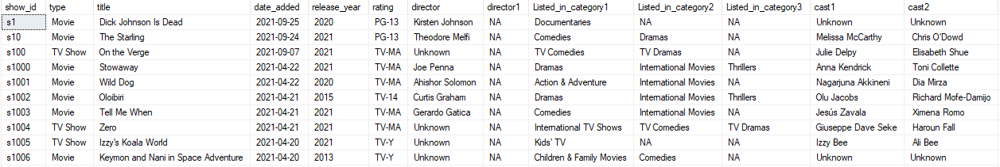 show_id type title date_added release_year rating director director1 Listed_in_category1 Listed_in_category2 Listed_in_category3 cast1 cast2
s1 Movie Dick Johnson Is Dead 2021-09-25 2020 PG-13 Kirsten Johnson NA Documentaries NA NA Unknown Unknown
s10 Movie The Starling 2021-09-24 2021 PG-13 Theodore Melfi NA Comedies Dramas NA Melissa McCarthy Chris O'Dowd
s100 TV Show On the Verge 2021-09-07 2021 TV-MA Unknown NA TV Comedies TV Dramas NA Julie Delpy Elisabeth Shue
s1000 Movie Stowaway 2021-04-22 2021 TV-MA Joe Penna NA Dramas International Movies Thrillers Anna Kendrick Toni Collette
s1001 Movie Wild Dog 2021-04-22 2020 TV-MA Ahishor Solomon NA Action & Adventure International Movies NA Nagarjuna Akkineni Dia Mirza
s1002 Movie Oloibiri 2021-04-21 2015 TV-14 Curtis Graham NA Dramas International Movies Thrillers Olu Jacobs Richard Mofe-Damijo
s1003 Movie Tell Me When 2021-04-21 2021 TV-MA Gerardo Gatica NA Comedies International Movies NA Jesús Zavala Ximena Romo
s1004 TV Show Zero 2021-04-21 2021 TV-MA Unknown NA International TV Shows TV Comedies TV Dramas Giuseppe Dave Seke Haroun Fall
s1005 TV Show Izzy's Koala World 2021-04-20 2021 TV-Y Unknown NA Kids' TV NA NA Izzy Bee Ali Bee
s1006 Movie Keymon and Nani in Space Adventure 2021-04-20 2013 TV-Y Unknown NA Children & Family Movies Comedies NA Unknown Unknown